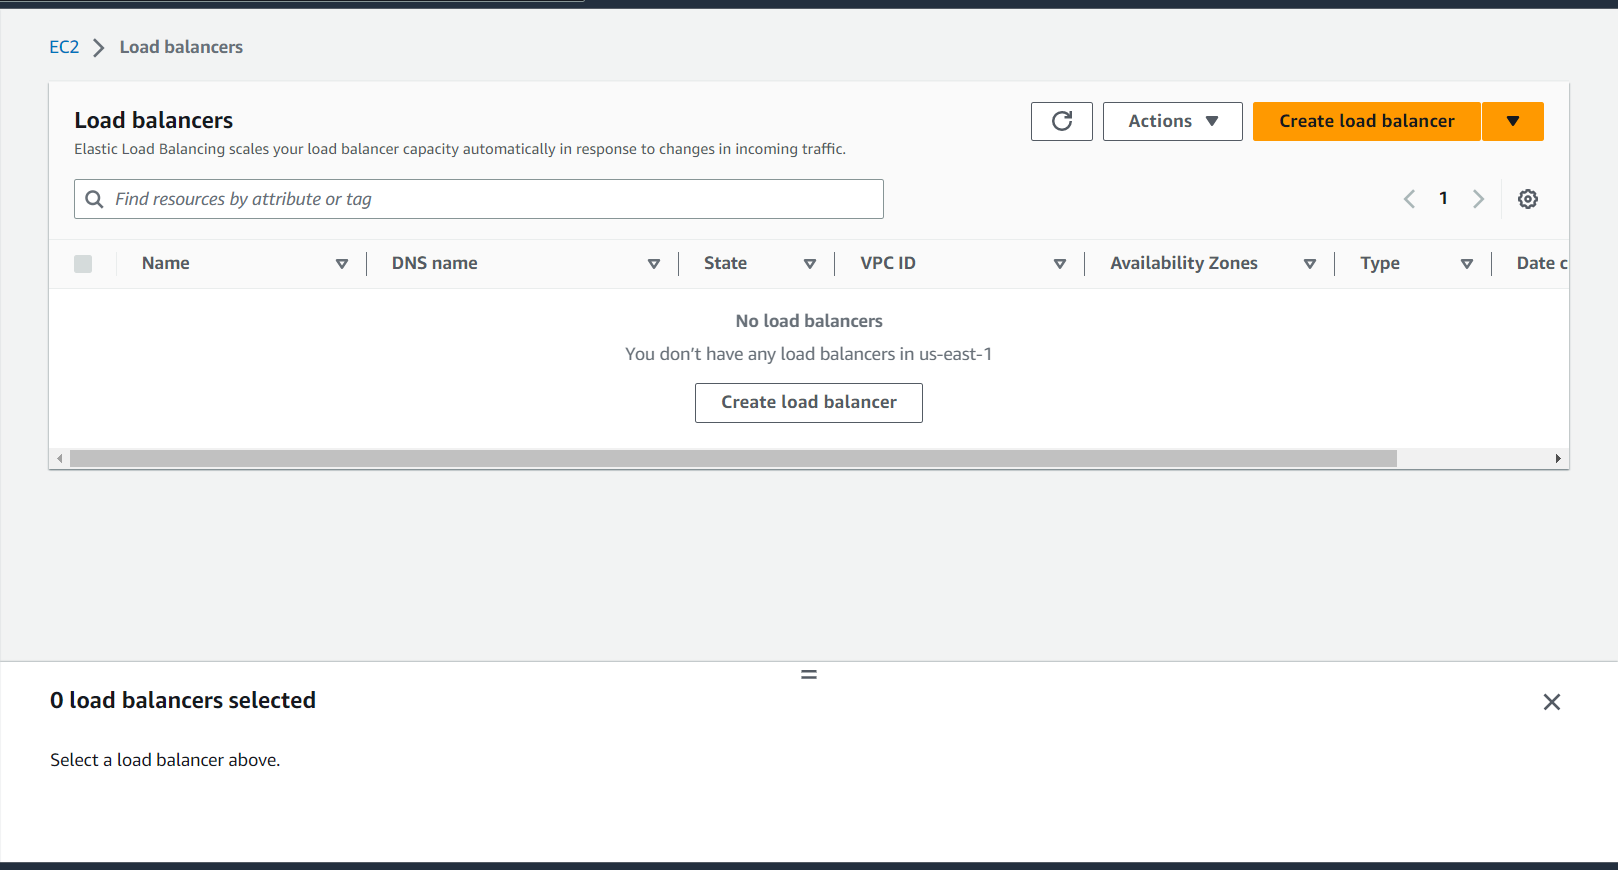 EC2 Load balancers
Load balancers
Actions
Create load balancer
Elastic Load Balancing scales your load balancer capacity automatically in response to changes in incoming traffic.
Find resources by attribute or tag
1
Name DNS name State VPC ID Availability Zones Type Date c
No load balancers
You don’t have any load balancers in us-east-1
Create load balancer
0 load balancers selected
Select a load balancer above.